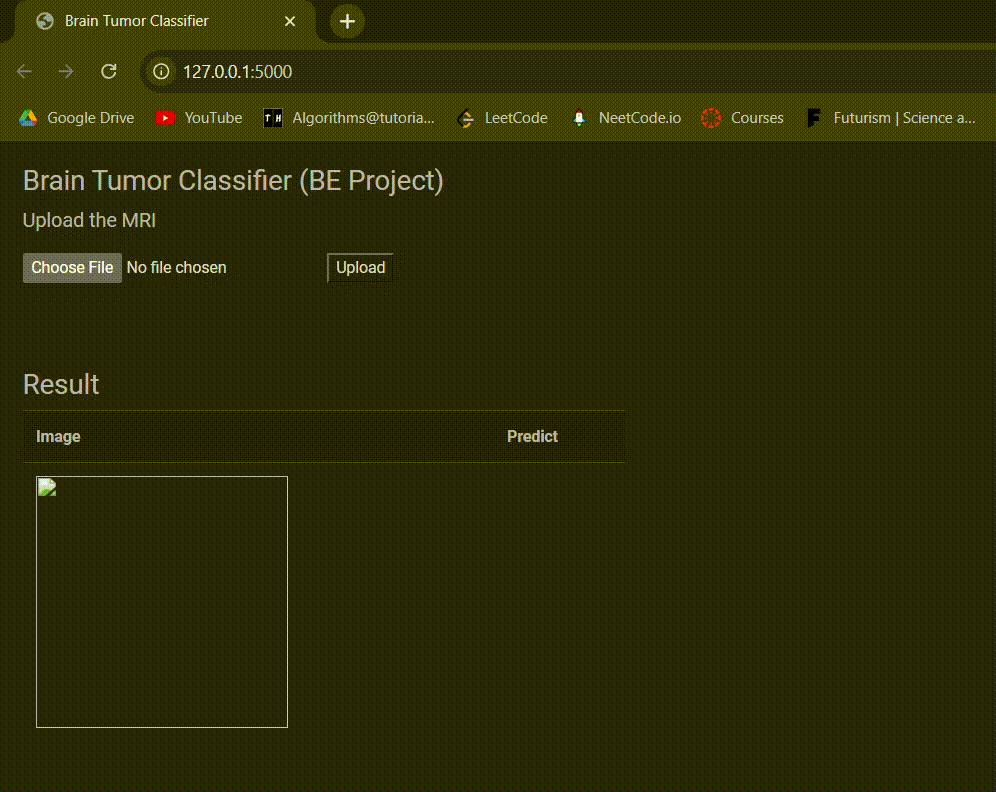 Brain Tumor Classifier
127.0.0.1:5000
Google Drive YouTube Algorithms@tutoria... LeetCode NeetCode.io Courses Futurism | Science a...
Brain Tumor Classifier (BE Project)
Upload the MRI
Choose File No file chosen Upload
Result
Image Predict